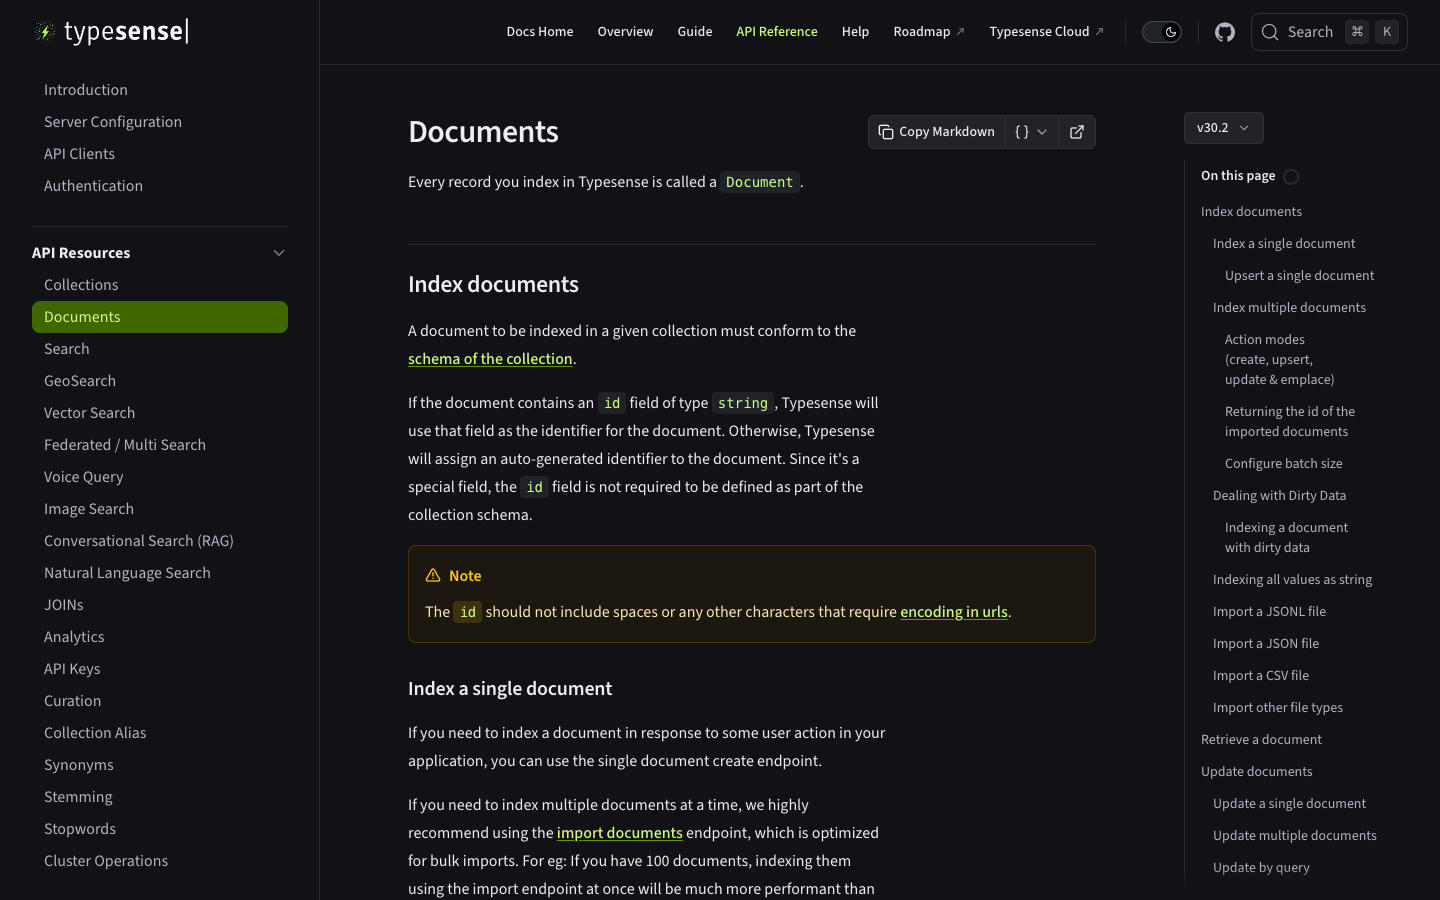 typesense
Docs Home
Overview
Guide
API Reference
Help
Roadmap
Typesense Cloud
Search
⌘
K
Introduction
Server Configuration
API Clients
Authentication
API Resources
Collections
Documents
Search
GeoSearch
Vector Search
Federated / Multi Search
Voice Query
Image Search
Conversational Search (RAG)
Natural Language Search
JOINs
Analytics
API Keys
Curation
Collection Alias
Synonyms
Stemming
Stopwords
Cluster Operations
Documents
Copy Markdown
{ }
Every record you index in Typesense is called a Document.
Index documents
A document to be indexed in a given collection must conform to the
schema of the collection.
If the document contains an id field of type string, Typesense will
use that field as the identifier for the document. Otherwise, Typesense
will assign an auto-generated identifier to the document. Since it's a
special field, the id field is not required to be defined as part of the
collection schema.
Note
The id should not include spaces or any other characters that require encoding in urls.
Index a single document
If you need to index a document in response to some user action in your
application, you can use the single document create endpoint.
If you need to index multiple documents at a time, we highly
recommend using the import documents endpoint, which is optimized
for bulk imports. For eg: If you have 100 documents, indexing them
using the import endpoint at once will be much more performant than
v30.2
On this page
Index documents
Index a single document
Upsert a single document
Index multiple documents
Action modes
(create, upsert,
update & emplace)
Returning the id of the
imported documents
Configure batch size
Dealing with Dirty Data
Indexing a document
with dirty data
Indexing all values as string
Import a JSONL file
Import a JSON file
Import a CSV file
Import other file types
Retrieve a document
Update documents
Update a single document
Update multiple documents
Update by query